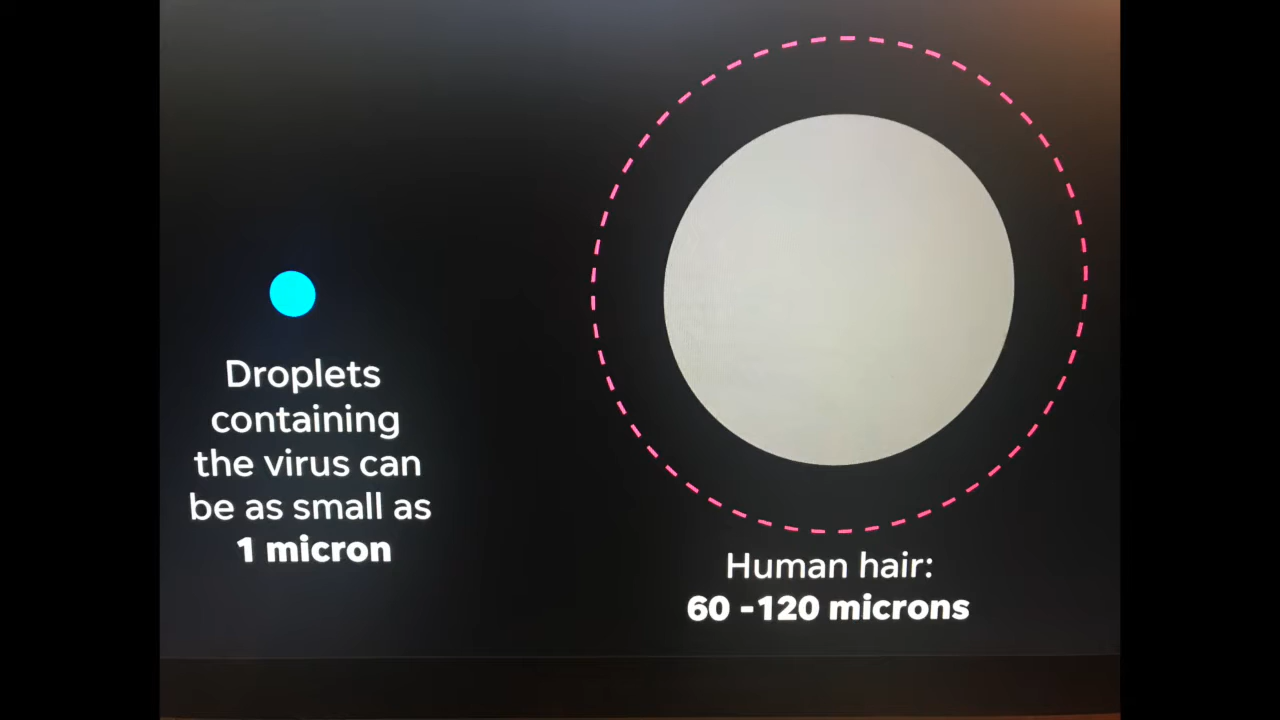 Droplets
containing
the virus can
be as small as
1 micron
Human hair:
60 -120 microns